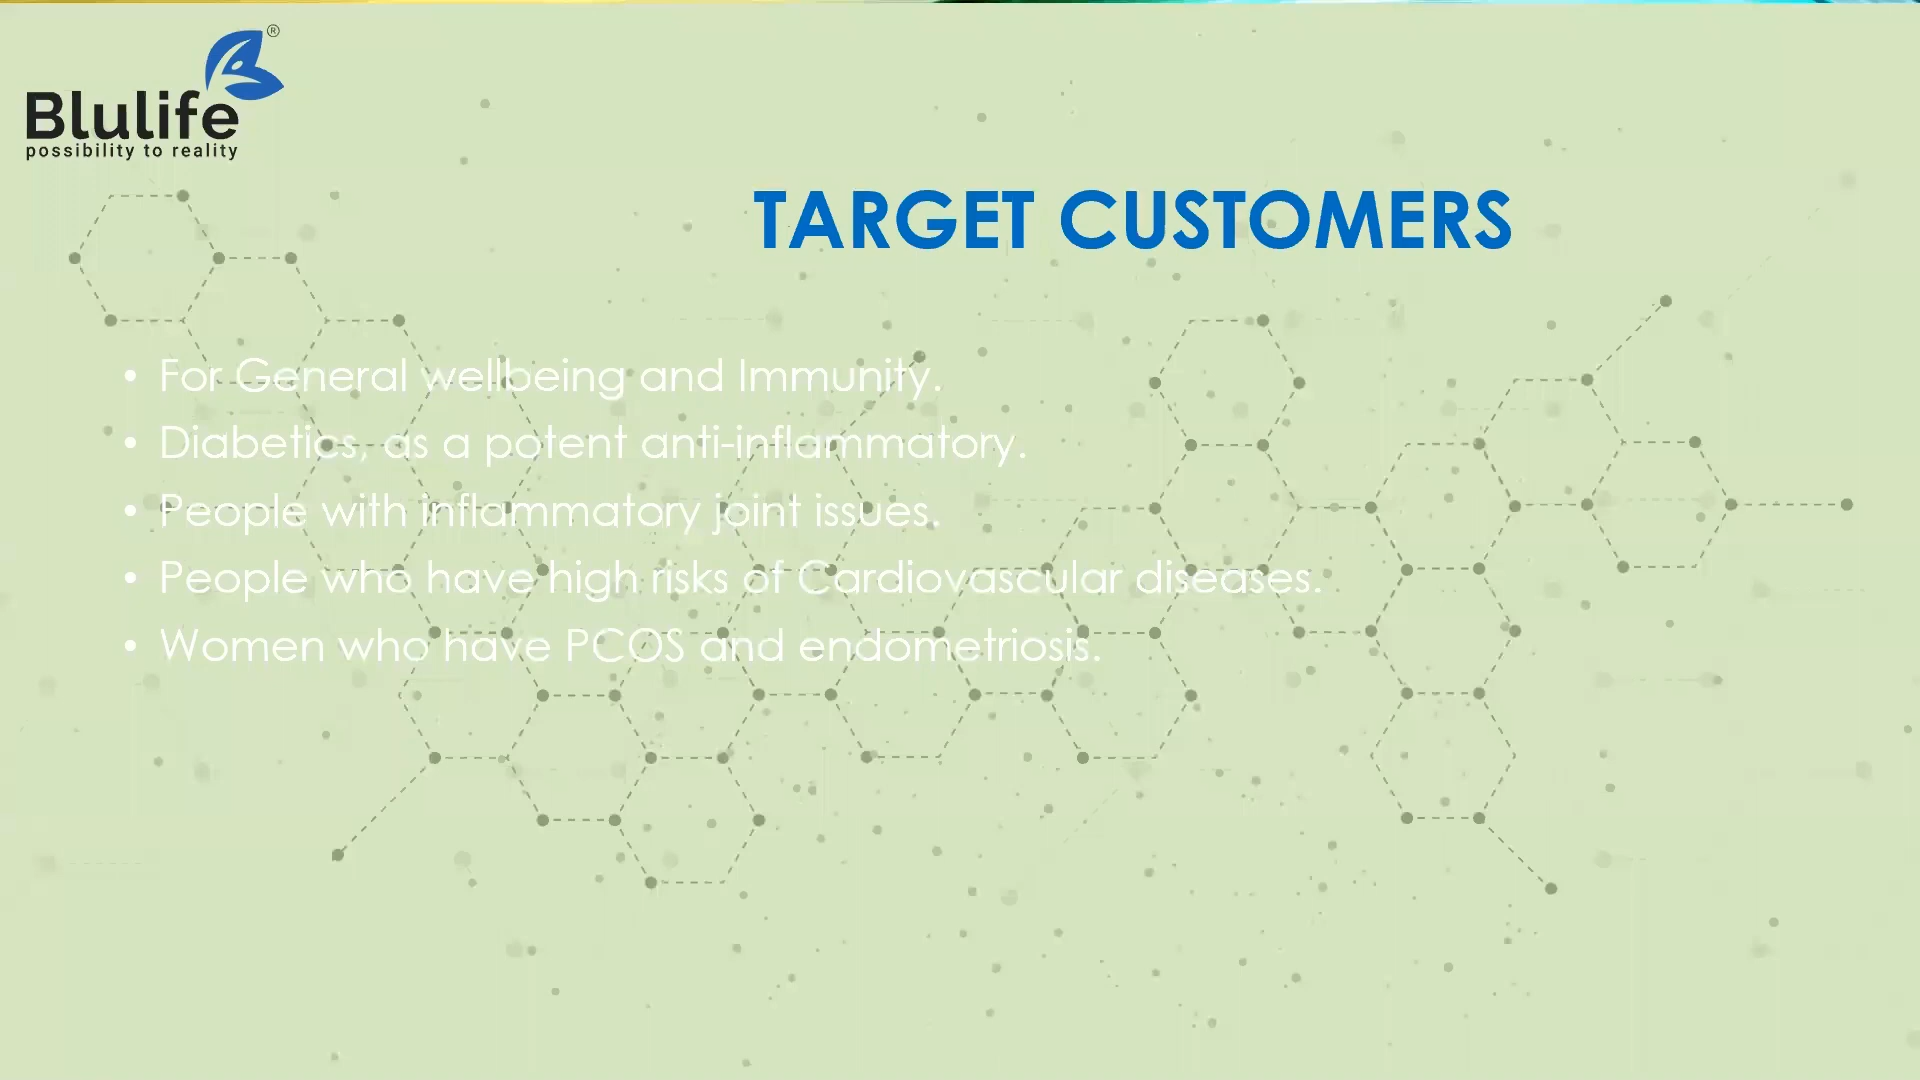 Blulife®
possibility to reality
TARGET CUSTOMERS
• For General wellbeing and Immunity.
• Diabetics, as a potent anti-inflammatory.
• People with inflammatory joint issues.
• People who have high risks of Cardiovascular diseases.
• Women who have PCOS and endometriosis.